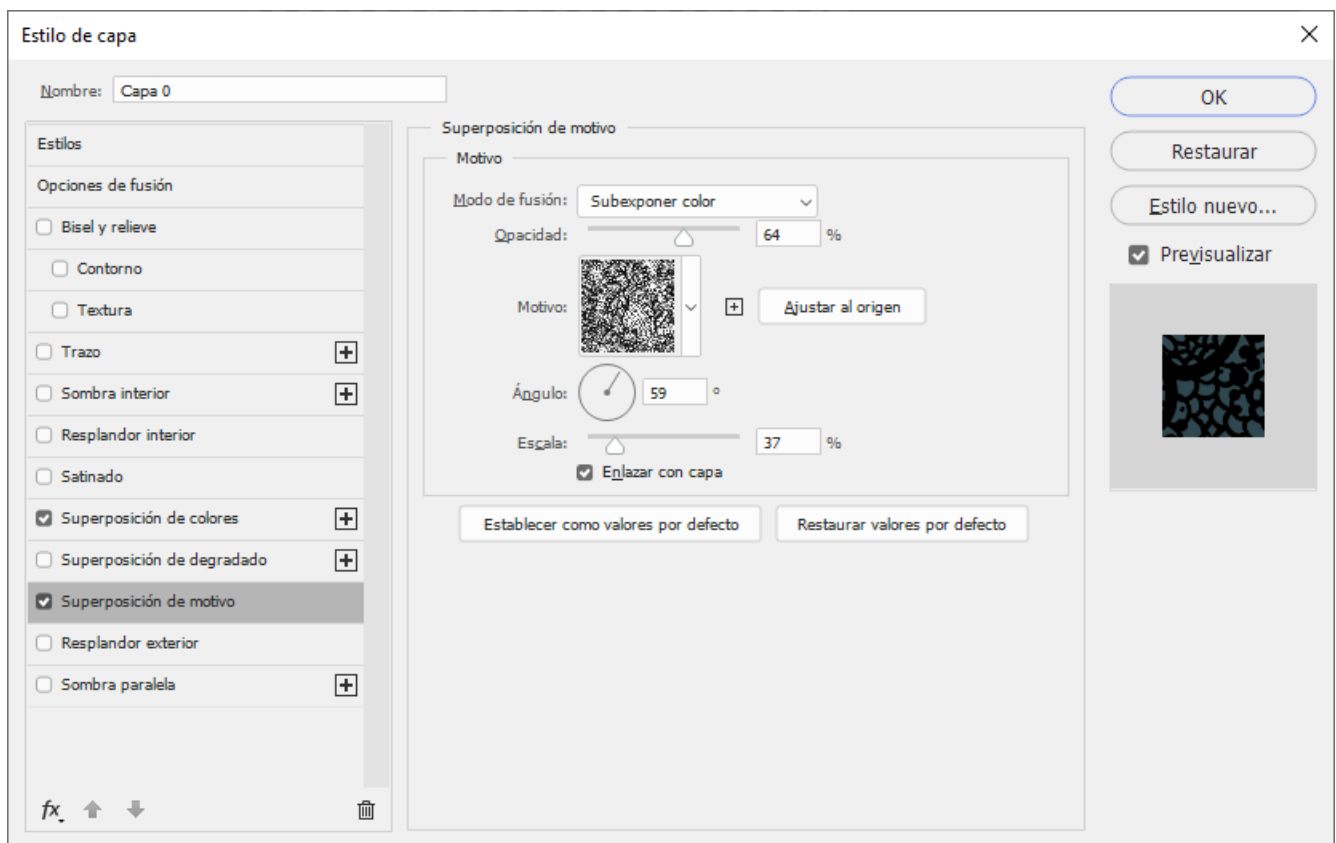 Estilo de capa
Nombre: Capa 0
Estilos
Opciones de fusión
Bisel y relieve
Contorno
Textura
Trazo
Sombra interior
Resplandor interior
Satinado
Superposición de colores
Superposición de degradado
Superposición de motivo
Resplandor exterior
Sombra paralela
fx
Superposición de motivo
Motivo
Modo de fusión: Subexponer color
Opacidad: 64 %
Motivo: Ajustar al origen
Ángulo: 59 °
Escala: 37 %
Enlazar con capa
Establecer como valores por defecto Restaurar valores por defecto
OK
Restaurar
Estilo nuevo...
Previsualizar